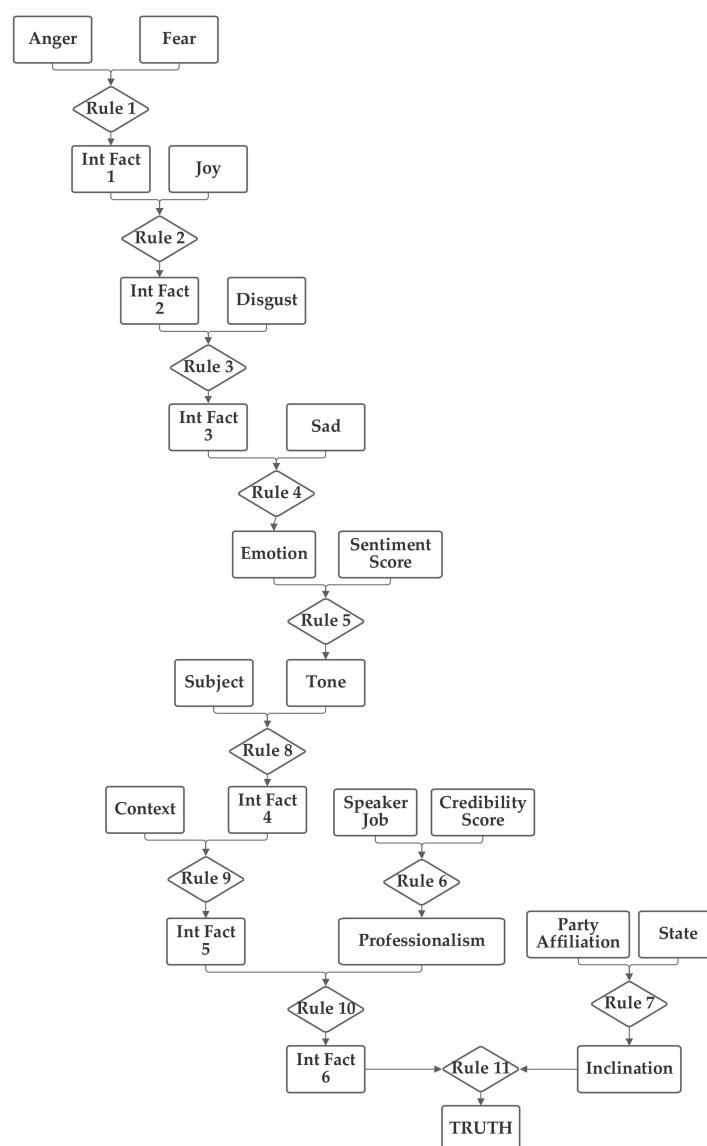 Anger
Fear
Rule 1
Int Fact
1
Joy
Rule 2
Int Fact
2
Disgust
Rule 3
Int Fact
3
Sad
Rule 4
Emotion
Sentiment
Score
Rule 5
Subject
Tone
Rule 8
Context
Int Fact
4
Speaker
Job
Credibility
Score
Rule 9
Rule 6
Int Fact
5
Professionalism
Party
Affiliation
State
Rule 10
Rule 7
Int Fact
6
Rule 11
Inclination
TRUTH